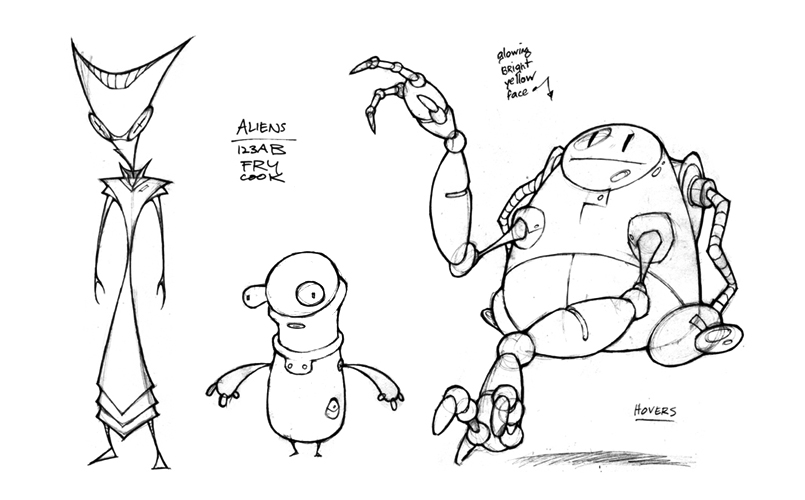 glowing
BRight
yellow
face
ALIENS
123AB
FRY
COOK
HOVERS